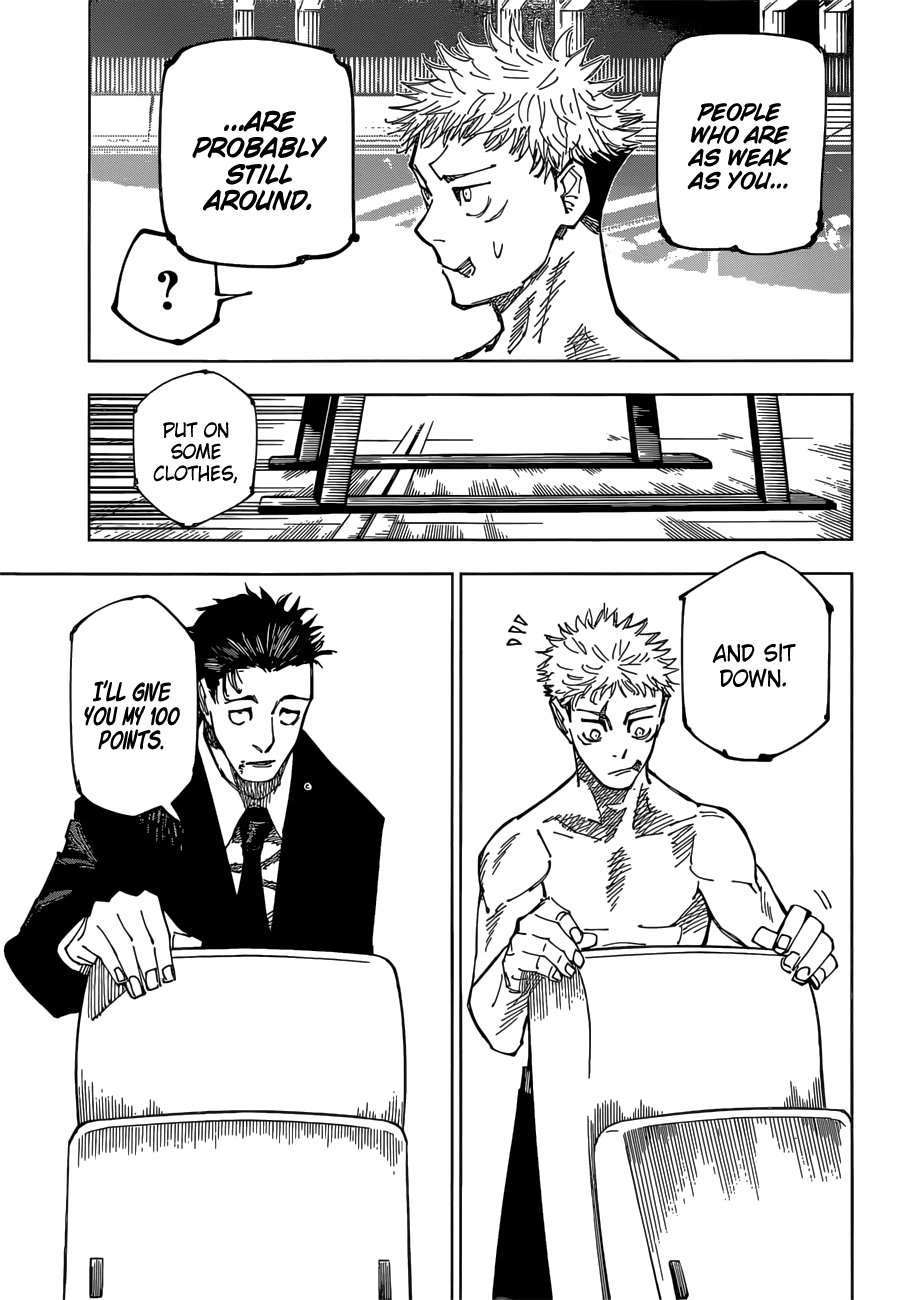 PEOPLE
WHO ARE
AS WEAK
AS YOU...
...ARE
PROBABLY
STILL
AROUND.
?
PUT ON
SOME
CLOTHES,
AND SIT
DOWN.
I'LL GIVE
YOU MY 100
POINTS.